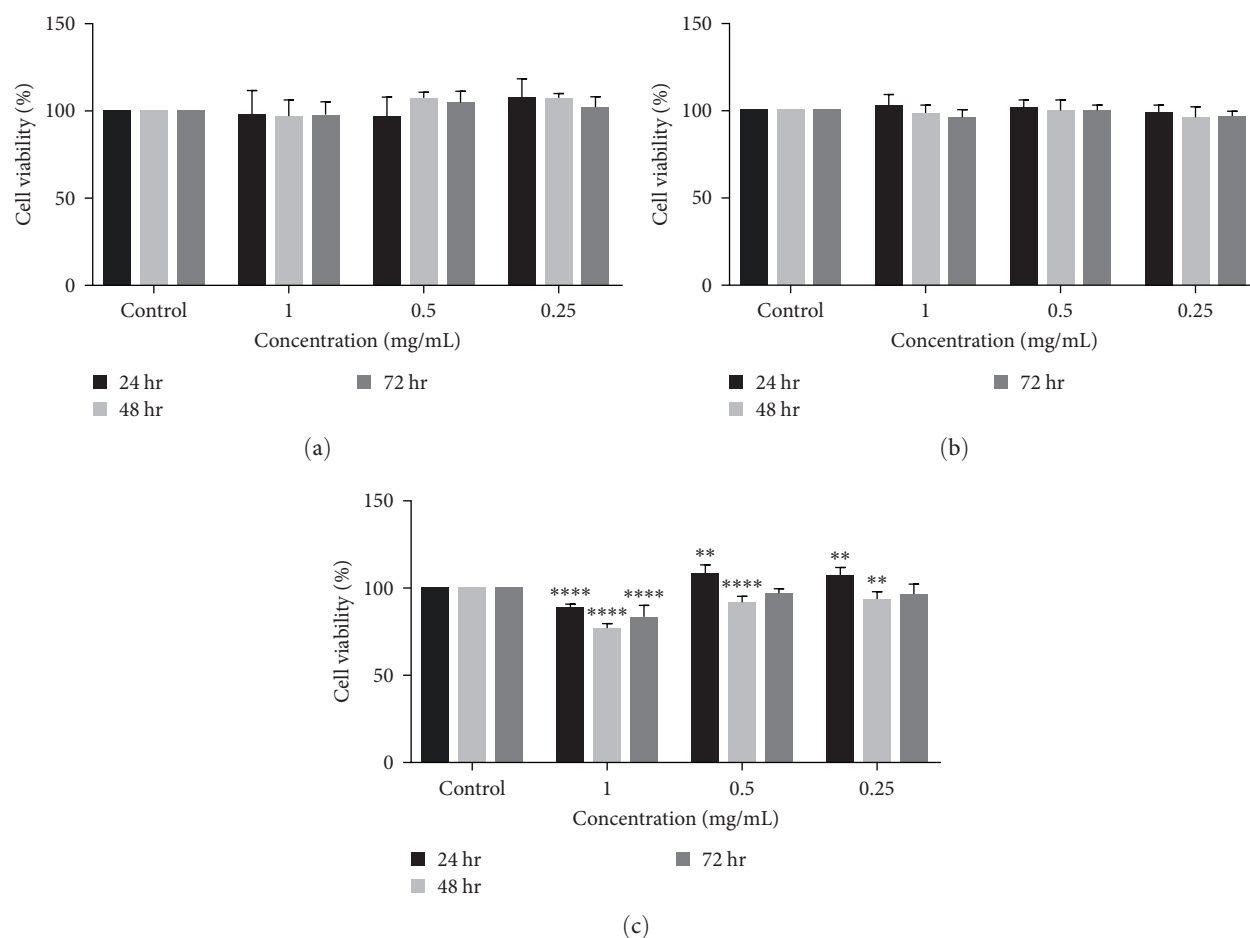 150
100
50
0
Cell viability (%)
Control
1
0.5
0.25
Concentration (mg/mL)
24 hr
48 hr
72 hr
(a)
150
100
50
0
Cell viability (%)
Control
1
0.5
0.25
Concentration (mg/mL)
24 hr
48 hr
72 hr
(b)
150
100
50
0
Cell viability (%)
****
****
****
**
****
**
**
Control
1
0.5
0.25
Concentration (mg/mL)
24 hr
48 hr
72 hr
(c)